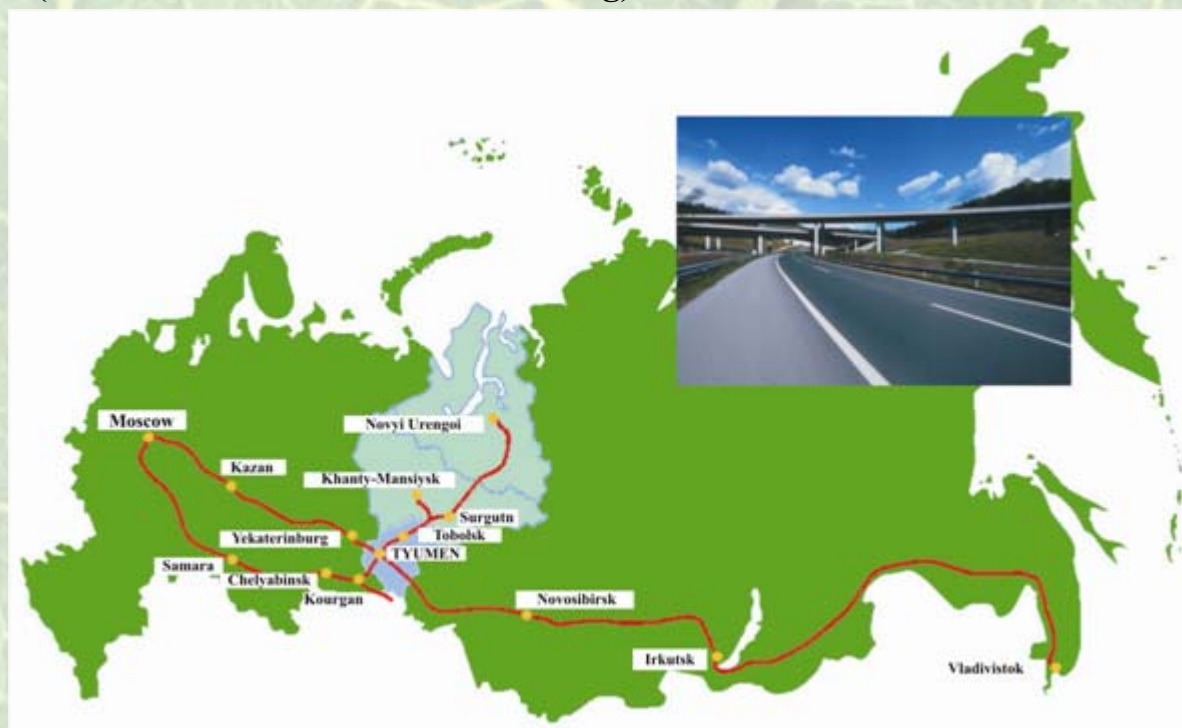 Moscow
Novyi Urengoi
Kazan
Khanty-Mansiysk
Surgutn
Yekaterinburg
Tobolsk
TYUMEN
Samara
Chelyabinsk
Kourgan
Novosibirsk
Irkutsk
Vladivistok